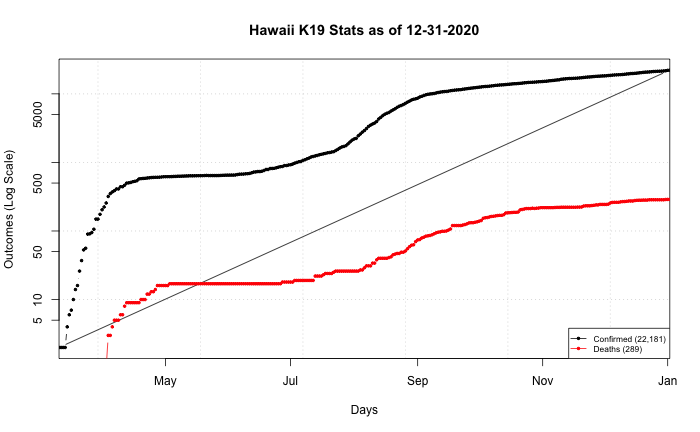 Hawaii K19 Stats as of 12-31-2020
Outcomes (Log Scale)
5000
500
50
10
5
Confirmed (22,181)
Deaths (289)
May
Jul
Sep
Nov
Jan
Days